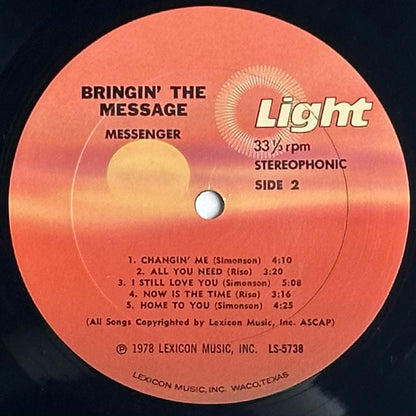 BRINGIN' THE
MESSAGE
MESSENGER
Light
33 ⅓ rpm
STEREOPHONIC
SIDE 2
1. CHANGIN' ME (Simonson) 4:10
2. ALL YOU NEED (Riso) 3:20
3. I STILL LOVE YOU (Simonson) 5:08
4. NOW IS THE TIME (Riso) 3:16
5. HOME TO YOU (Simonson) 4:25
(All Songs Copyrighted by Lexicon Music, Inc. ASCAP)
℗ 1978 LEXICON MUSIC, INC. LS-5738
LEXICON MUSIC, INC. WACO, TEXAS